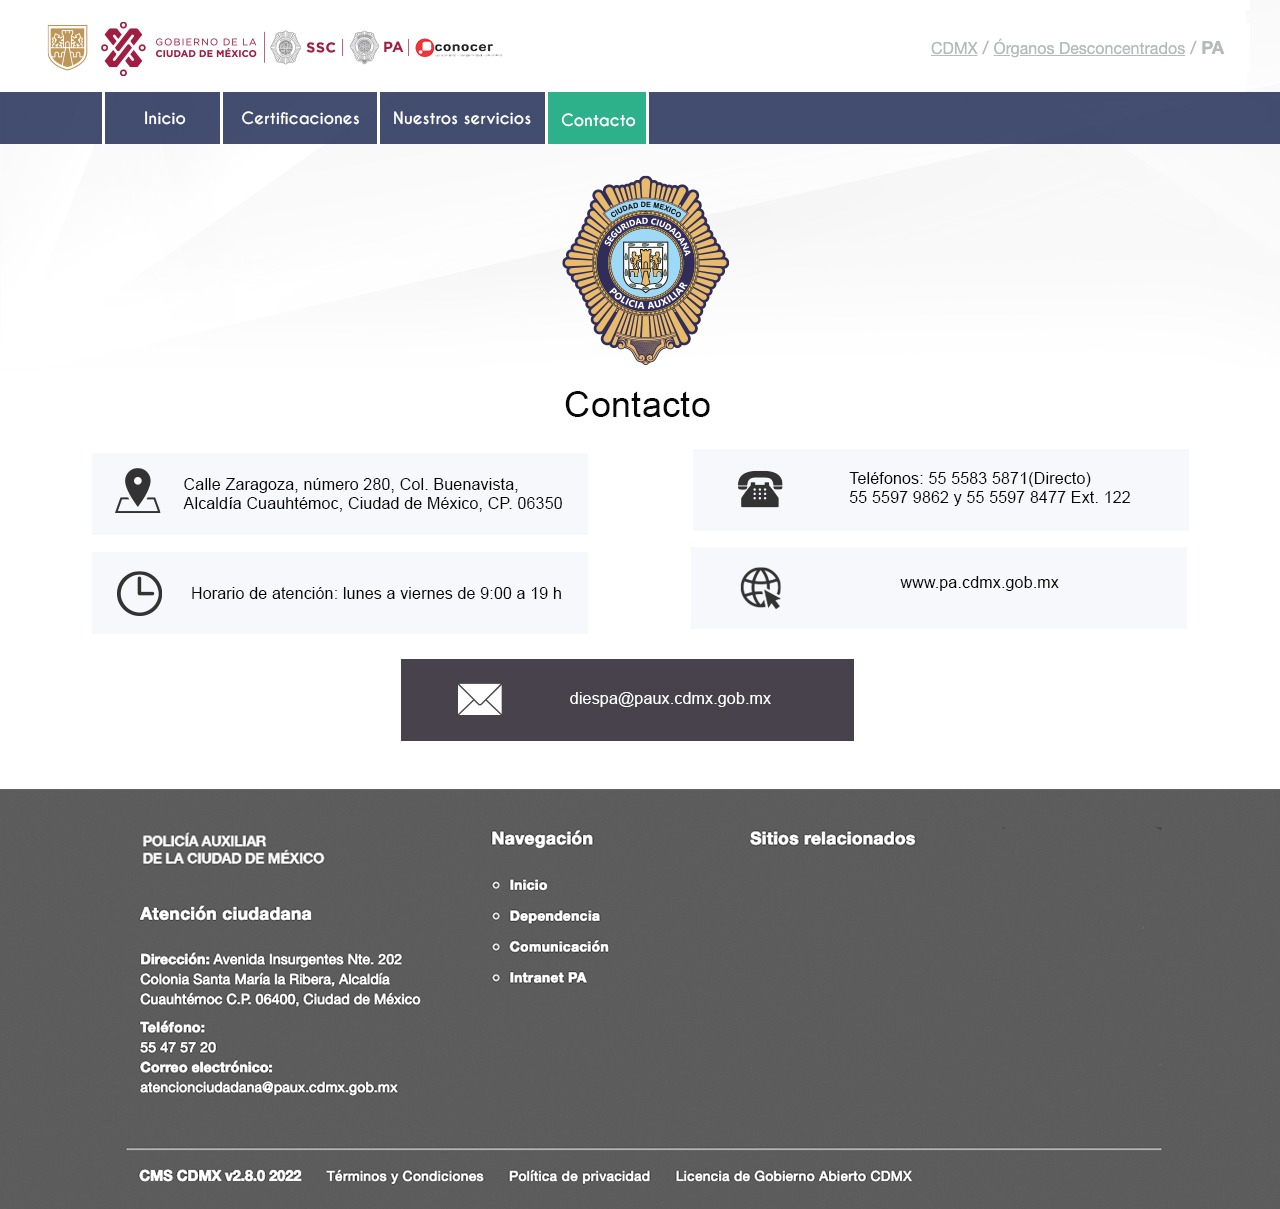 GOBIERNO DE LA
CIUDAD DE MÉXICO
SSC
PA
conocer
CDMX / Órganos Desconcentrados / PA
Inicio
Certificaciones
Nuestros servicios
Contacto
CIUDAD DE MEXICO
SEGURIDAD CIUDADANA
POLICIA AUXILIAR
Contacto
Calle Zaragoza, número 280, Col. Buenavista,
Alcaldía Cuauhtémoc, Ciudad de México, CP. 06350
Teléfonos: 55 5583 5871(Directo)
55 5597 9862 y 55 5597 8477 Ext. 122
Horario de atención: lunes a viernes de 9:00 a 19 h
www.pa.cdmx.gob.mx
diespa@paux.cdmx.gob.mx
POLICÍA AUXILIAR
DE LA CIUDAD DE MÉXICO
Atención ciudadana
Dirección: Avenida Insurgentes Nte. 202
Colonia Santa María la Ribera, Alcaldía
Cuauhtémoc C.P. 06400, Ciudad de México
Teléfono:
55 47 57 20
Correo electrónico:
atencionciudadana@paux.cdmx.gob.mx
Navegación
Inicio
Dependencia
Comunicación
Intranet PA
Sitios relacionados
CMS CDMX v2.8.0 2022
Términos y Condiciones
Política de privacidad
Licencia de Gobierno Abierto CDMX